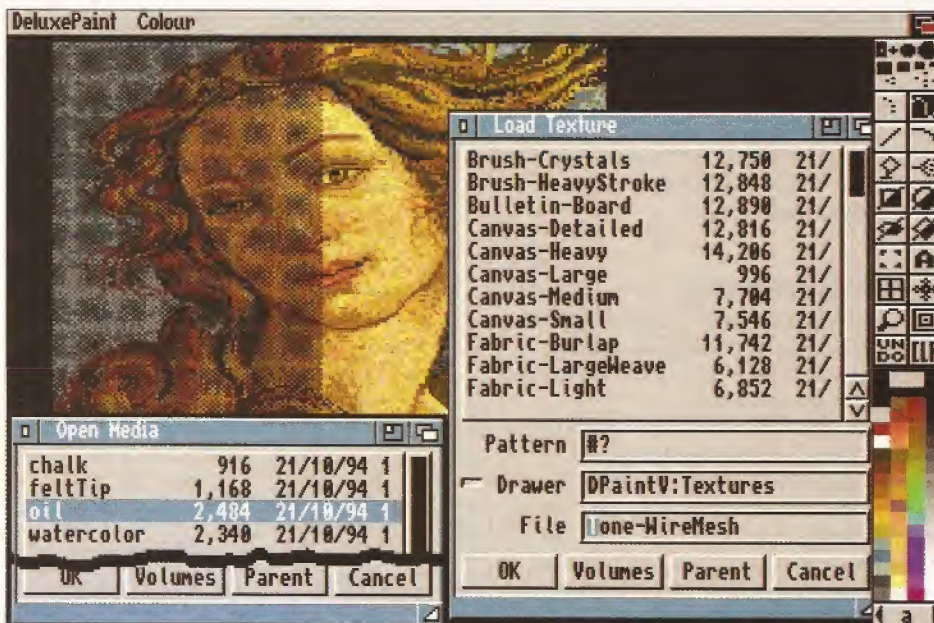 DeluxePaint Colour
Load Texture
Brush-Crystals 12,750 21/
Brush-HeavyStroke 12,848 21/
Bulletin-Board 12,890 21/
Canvas-Detailed 12,816 21/
Canvas-Heavy 14,206 21/
Canvas-Large 996 21/
Canvas-Medium 7,704 21/
Canvas-Small 7,546 21/
Fabric-Burlap 11,742 21/
Fabric-LargeWeave 6,128 21/
Fabric-Light 6,852 21/
Pattern #?
Drawer DPaintV:Textures
File one-WireMesh
OK Volumes Parent Cancel
Open Media
chalk 916 21/10/94 1
feltTip 1,168 21/10/94 1
oil 2,484 21/10/94 1
watercolor 2,340 21/10/94 1
OK Volumes Parent Cancel
A
UN
DO
a